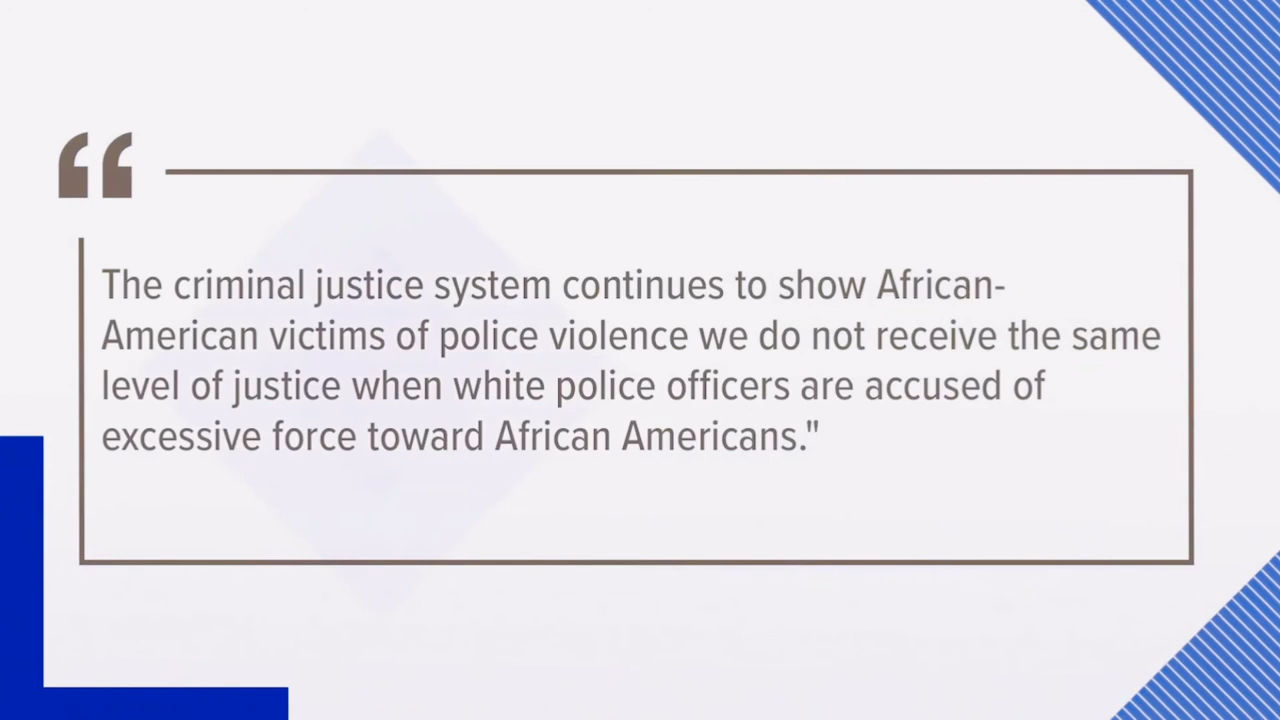 “
The criminal justice system continues to show African-
American victims of police violence we do not receive the same
level of justice when white police officers are accused of
excessive force toward African Americans."